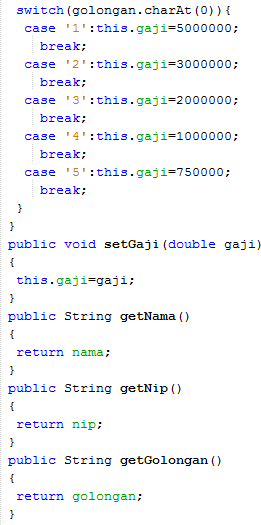 switch(golongan.charAt(0)){
case '1':this.gaji=5000000;
break;
case '2':this.gaji=3000000;
break;
case '3':this.gaji=2000000;
break;
case '4':this.gaji=1000000;
break;
case '5':this.gaji=750000;
break;
}
}
public void setGaji(double gaji)
{
this.gaji=gaji;
}
public String getNama()
{
return nama;
}
public String getNip()
{
return nip;
}
public String getGolongan()
{
return golongan;
}